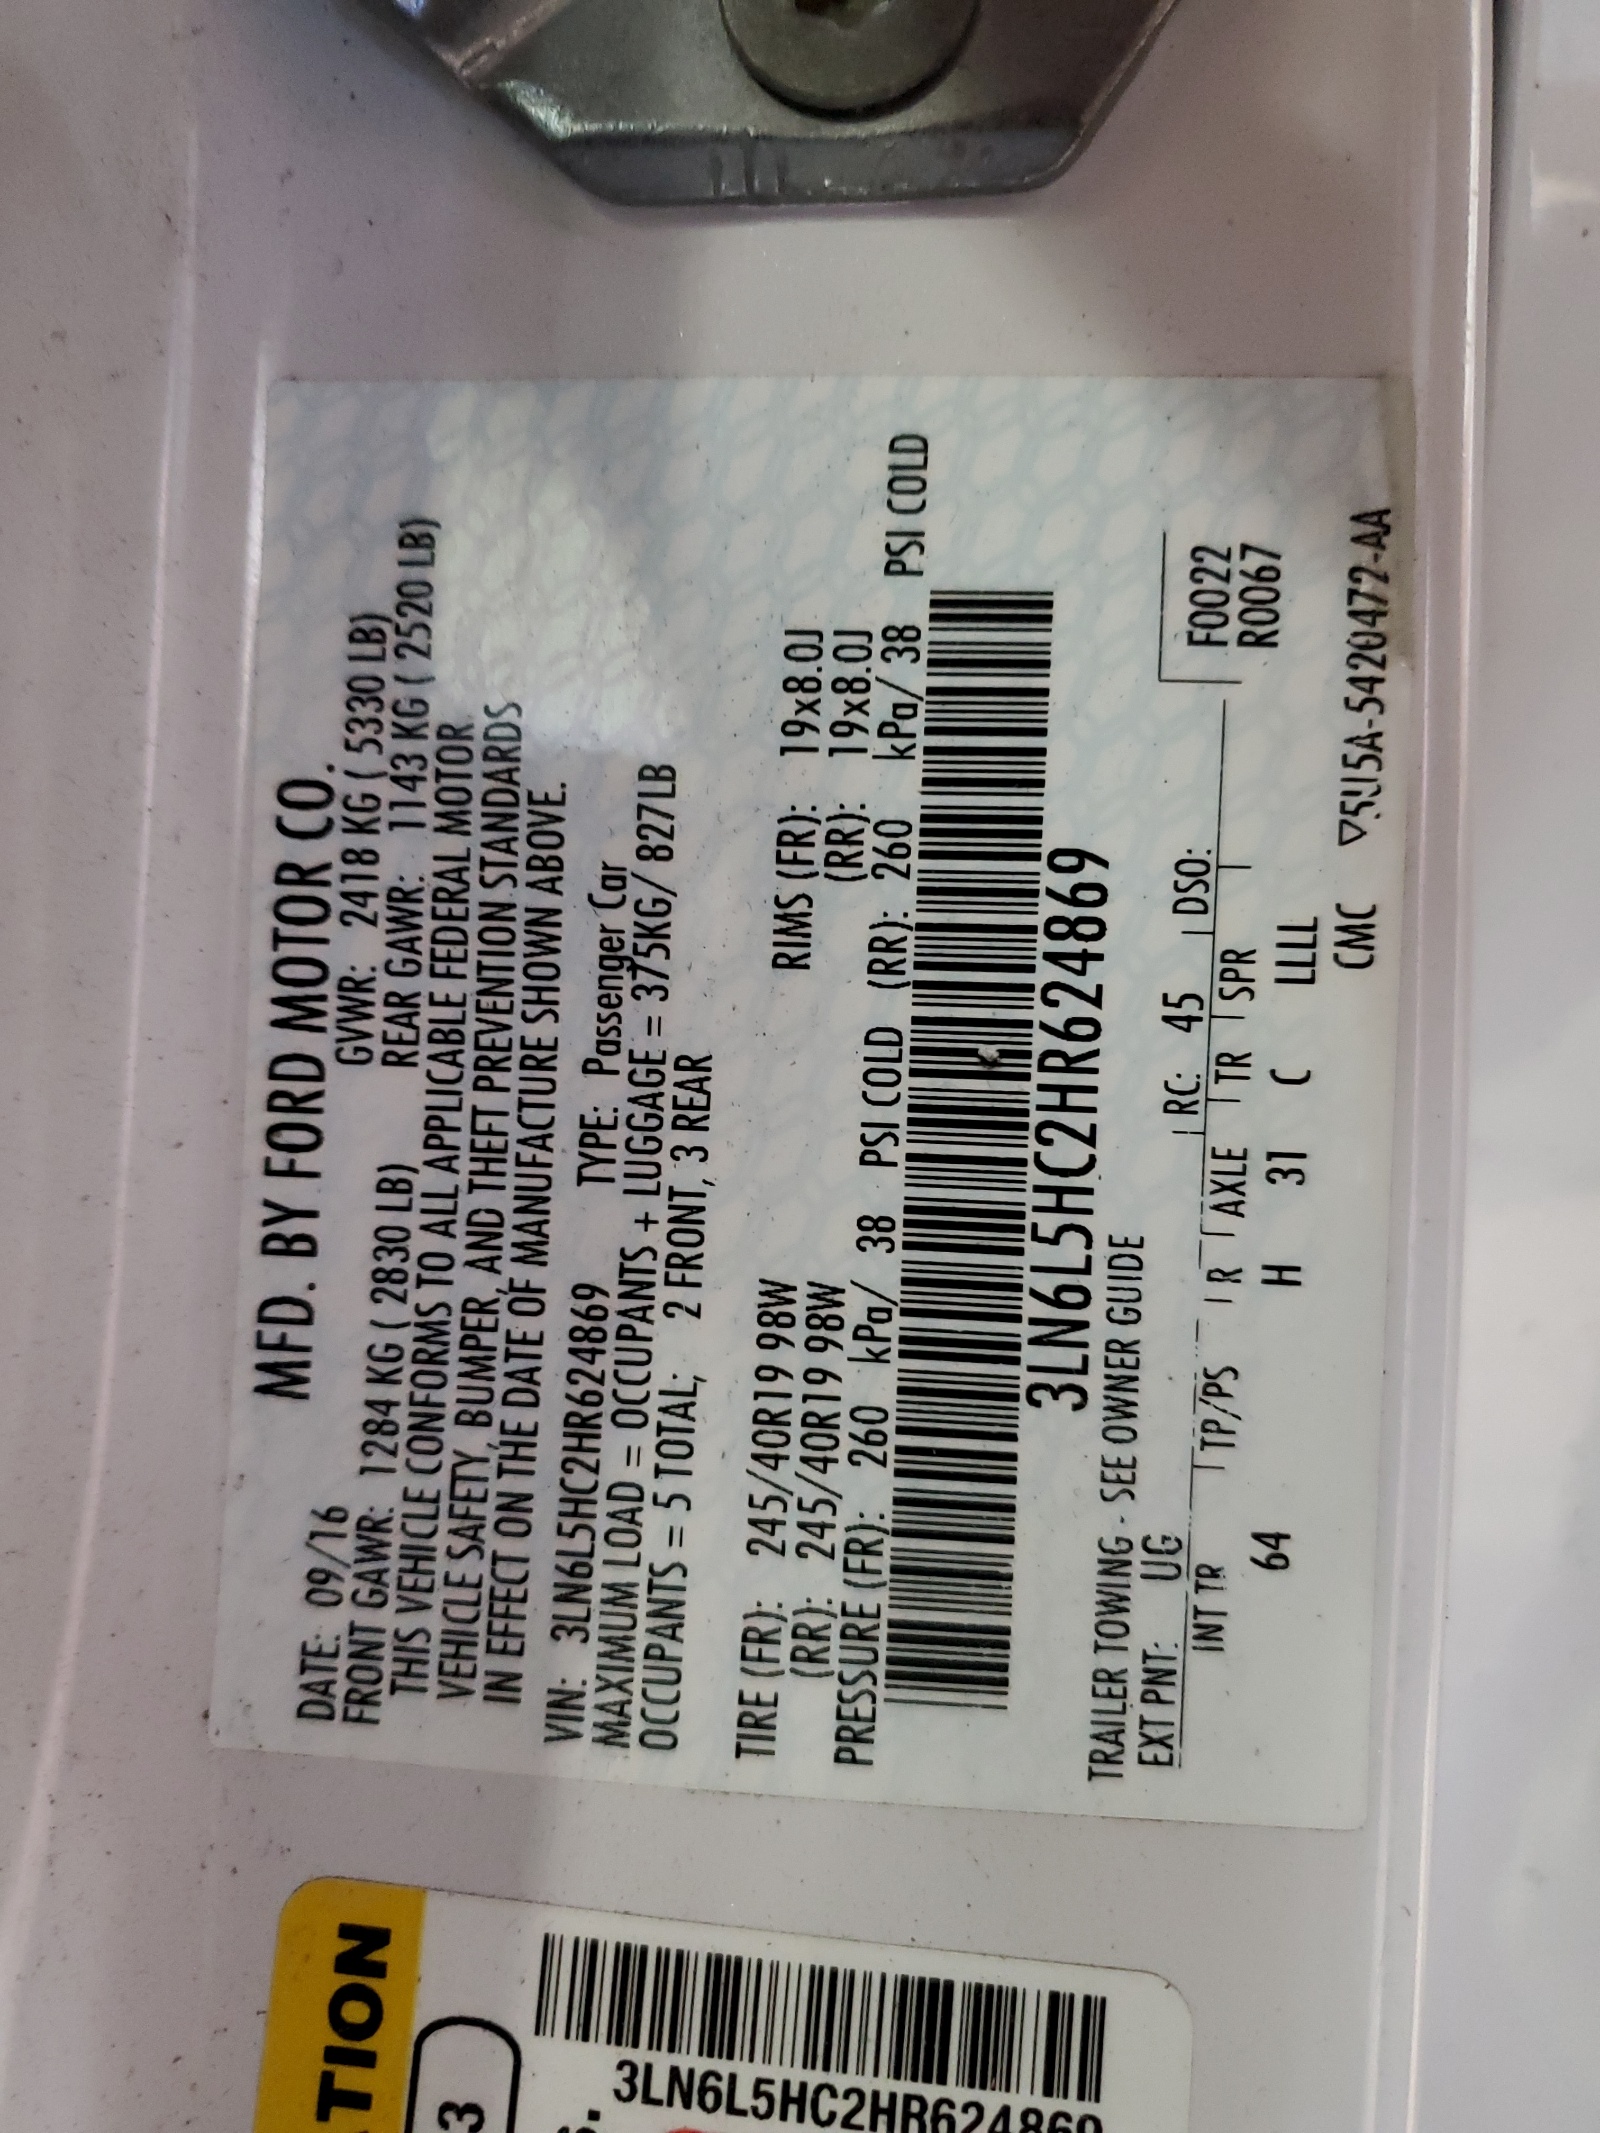 MFD. BY FORD MOTOR CO.
DATE: 09/16 GVWR: 2418 KG ( 5330 LB)
FRONT GAWR: 1284 KG ( 2830 LB) REAR GAWR: 1143 KG ( 2520 LB)
THIS VEHICLE CONFORMS TO ALL APPLICABLE FEDERAL MOTOR
VEHICLE SAFETY, BUMPER, AND THEFT PREVENTION STANDARDS
IN EFFECT ON THE DATE OF MANUFACTURE SHOWN ABOVE.
VIN: 3LN6L5HC2HR624869 TYPE: Passenger Car
MAXIMUM LOAD = OCCUPANTS + LUGGAGE = 375KG/ 827LB
OCCUPANTS = 5 TOTAL; 2 FRONT, 3 REAR
TIRE (FR): 245/40R19 98W RIMS (FR): 19x8.0J
(RR): 245/40R19 98W (RR): 19x8.0J
PRESSURE (FR): 260 kPa/ 38 PSI COLD (RR): 260 kPa/ 38 PSI COLD
3LN6L5HC2HR624869
TRAILER TOWING - SEE OWNER GUIDE
EXT PNT: UG RC: 45 DSO:
INT TR TP/PS R AXLE TR SPR
64 H 31 C LLLL
F0022
R0067
CMC ▽5U5A-5420472-AA
TION
3
3LN6L5HC2HR624869